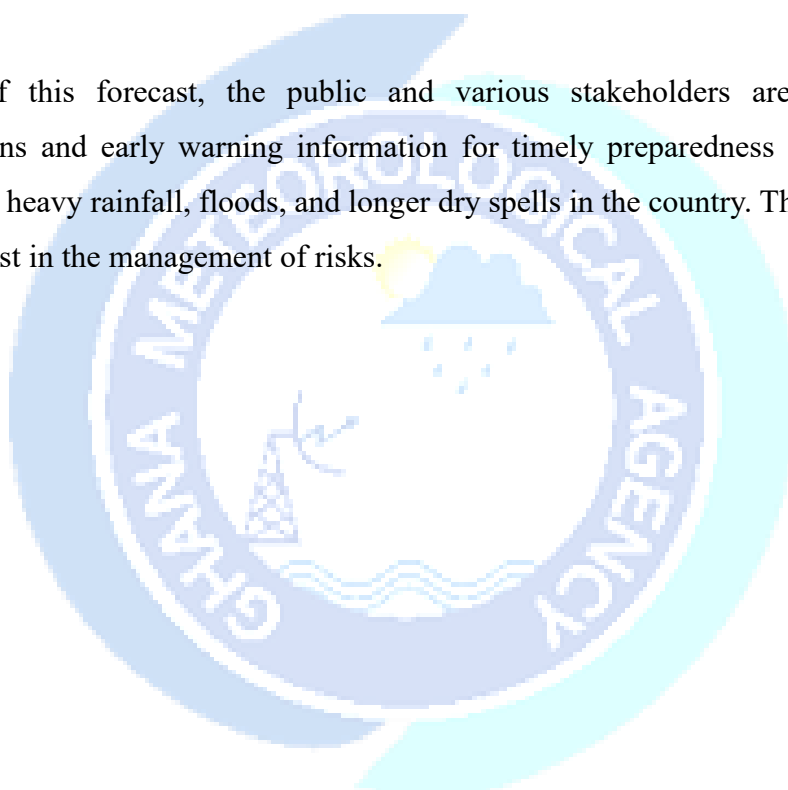 f this forecast, the public and various stakeholders are
ns and early warning information for timely preparedness
heavy rainfall, floods, and longer dry spells in the country. Th
st in the management of risks.
GHANA METEOROLOGICAL AGENCY